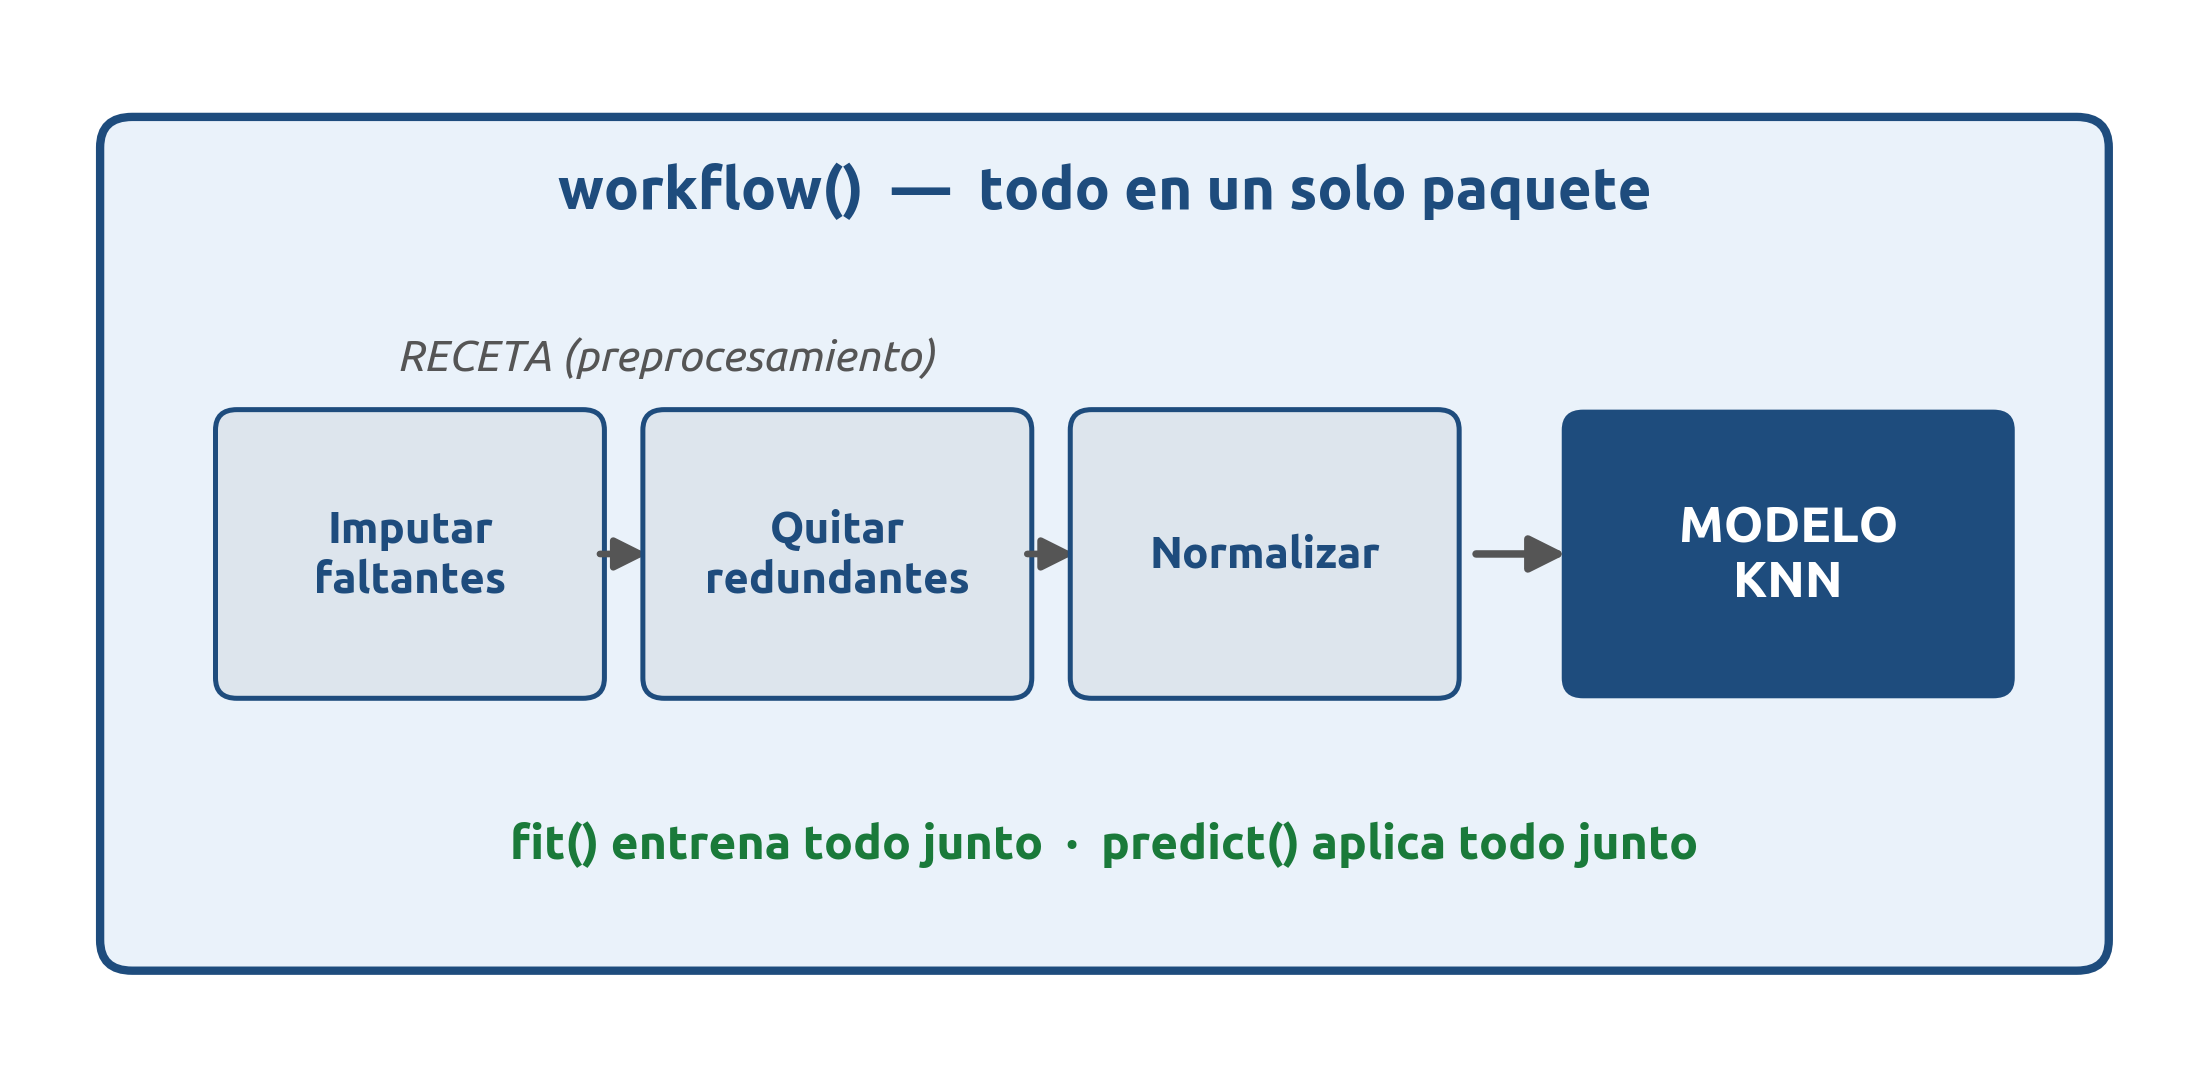 workflow() — todo en un solo paquete
RECETA (preprocesamiento)
Imputar
faltantes
Quitar
redundantes
Normalizar
MODELO
KNN
fit() entrena todo junto · predict() aplica todo junto